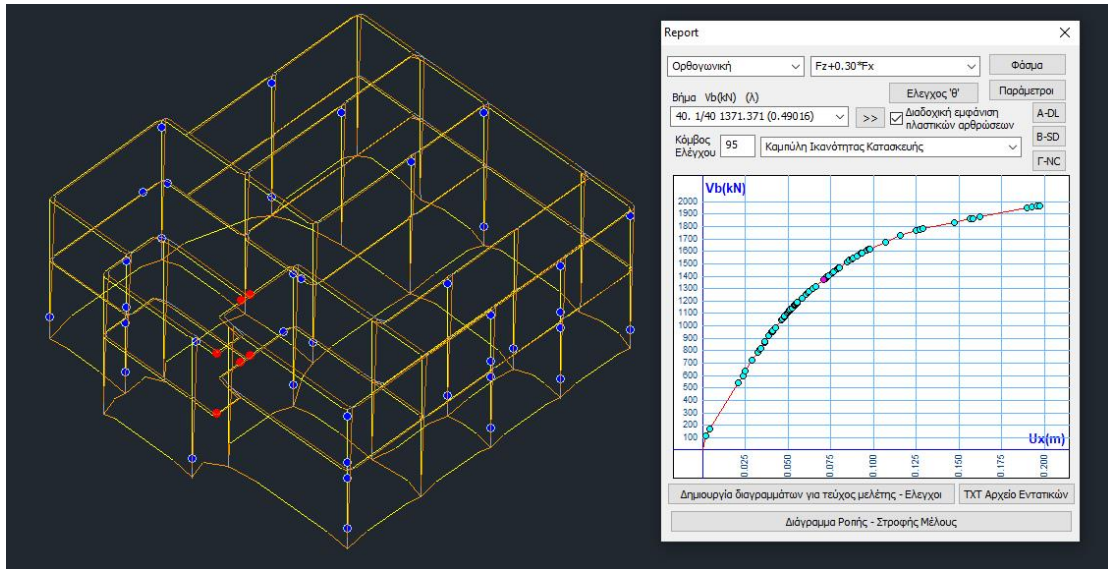 Report
Ορθογωνική
Fz+0.30*Fx
Φάσμα
Βήμα Vb(kN) (λ)
Ελεγχος 'θ'
Παράμετροι
40. 1/40 1371.371 (0.49016)
>>
Διαδοχική εμφάνιση
πλαστικών αρθρώσεων
A-DL
B-SD
Γ-NC
Κόμβος
Ελέγχου
95
Καμπύλη Ικανότητας Κατασκευής
Vb(kN)
2000
1900
1800
1700
1600
1500
1400
1300
1200
1100
1000
900
800
700
600
500
400
300
200
100
Ux(m)
0.025
0.050
0.075
0.100
0.125
0.150
0.175
0.200
Δημιουργία διαγραμμάτων για τεύχος μελέτης - Ελεγχοι
TXT Αρχείο Εντατικών
Διάγραμμα Ροπής - Στροφής Μέλους